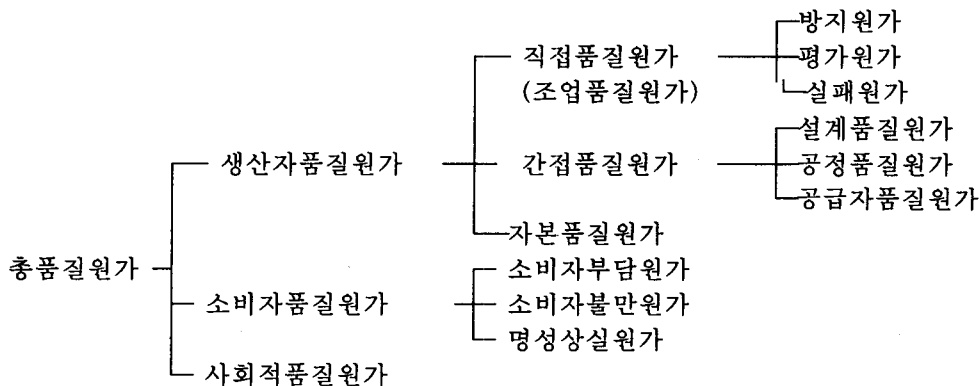 방지원가
직접품질원가 평가원가
(조업품질원가) 실패원가
설계품질원가
생산자품질원가 간접품질원가 공정품질원가
공급자품질원가
자본품질원가
총품질원가 소비자부담원가
소비자품질원가 소비자불만원가
명성상실원가
사회적품질원가